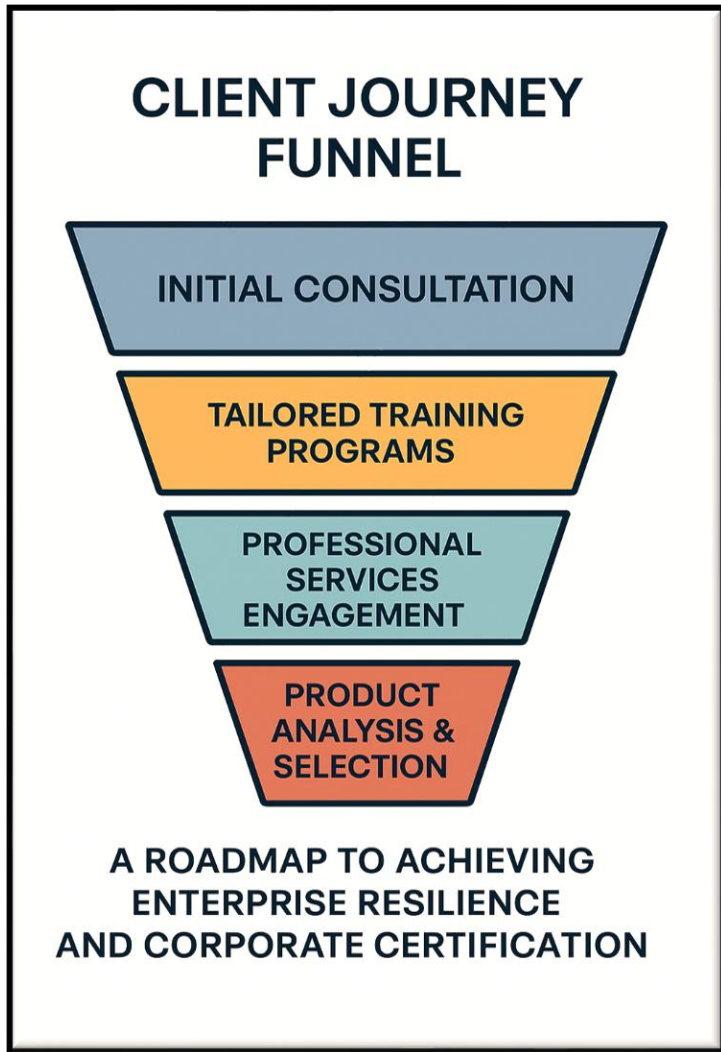 CLIENT JOURNEY
FUNNEL
INITIAL CONSULTATION
TAILORED TRAINING
PROGRAMS
PROFESSIONAL
SERVICES
ENGAGEMENT
PRODUCT
ANALYSIS &
SELECTION
A ROADMAP TO ACHIEVING
ENTERPRISE RESILIENCE
AND CORPORATE CERTIFICATION